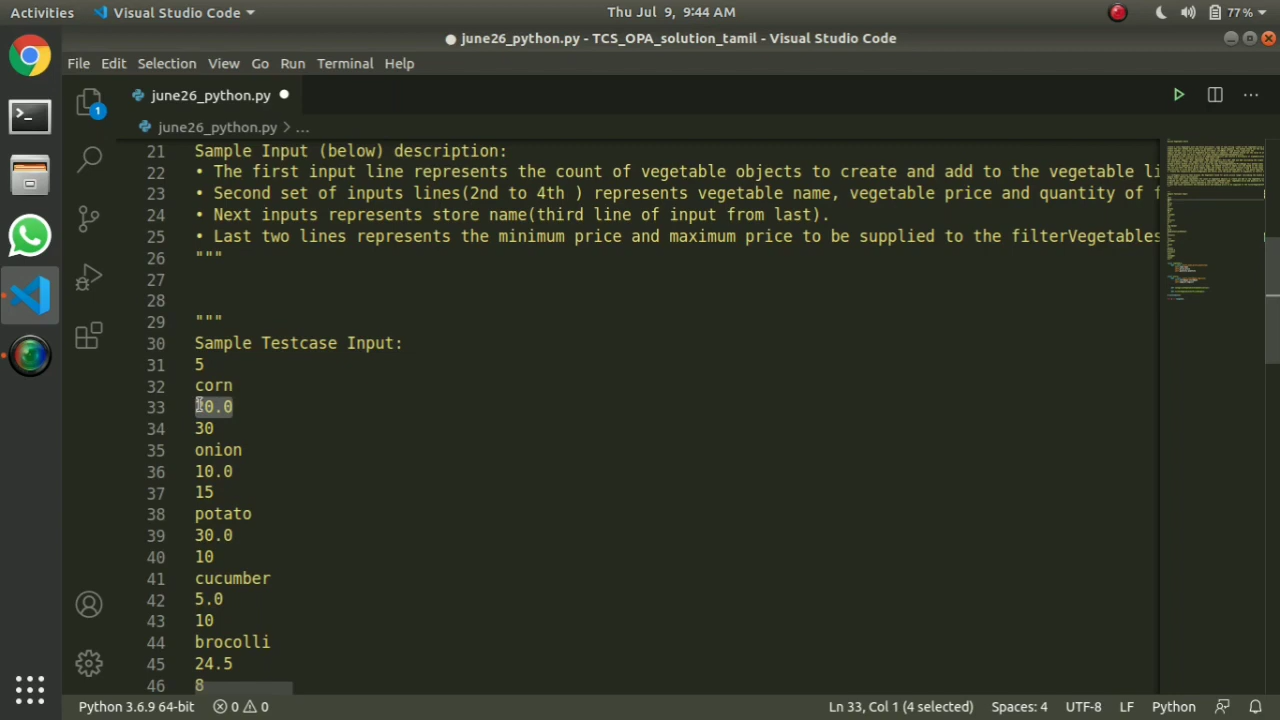 Activities
Visual Studio Code
Thu Jul 9, 9:44 AM
77%
june26_python.py - TCS_OPA_solution_tamil - Visual Studio Code
File Edit Selection View Go Run Terminal Help
1
june26_python.py
june26_python.py > ...
21 Sample Input (below) description:
22 • The first input line represents the count of vegetable objects to create and add to the vegetable li
23 • Second set of inputs lines(2nd to 4th ) represents vegetable name, vegetable price and quantity of f
24 • Next inputs represents store name(third line of input from last).
25 • Last two lines represents the minimum price and maximum price to be supplied to the filterVegetables
26 """
27
28
29 """
30 Sample Testcase Input:
31 5
32 corn
33 0.0
34 30
35 onion
36 10.0
37 15
38 potato
39 30.0
40 10
41 cucumber
42 5.0
43 10
44 brocolli
45 24.5
46 8
Python 3.6.9 64-bit 0 0 Ln 33, Col 1 (4 selected) Spaces: 4 UTF-8 LF Python